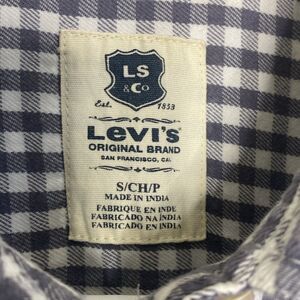 LS
& Co
Est. 1853
Levi's
ORIGINAL BRAND
SAN FRANCISCO, CAL
S/CH/P
MADE IN INDIA
FABRIQUE EN INDE
FABRICADO NA ÍNDIA
FABRICADO EN INDIA